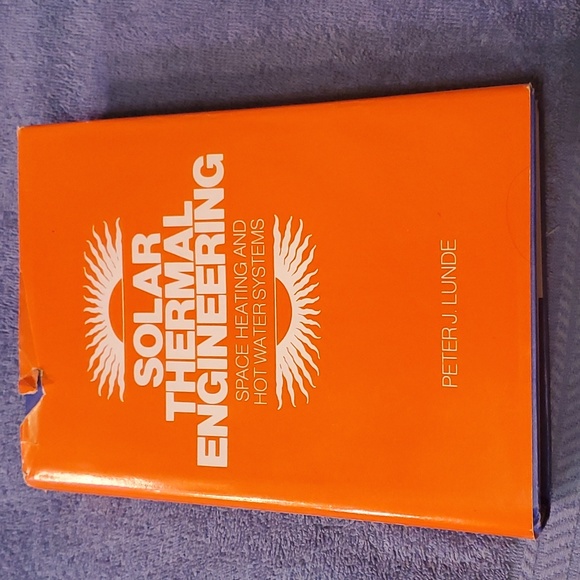 SOLAR
THERMAL
ENGINEERING
SPACE HEATING AND
HOT WATER SYSTEMS
PETER J. LUNDE